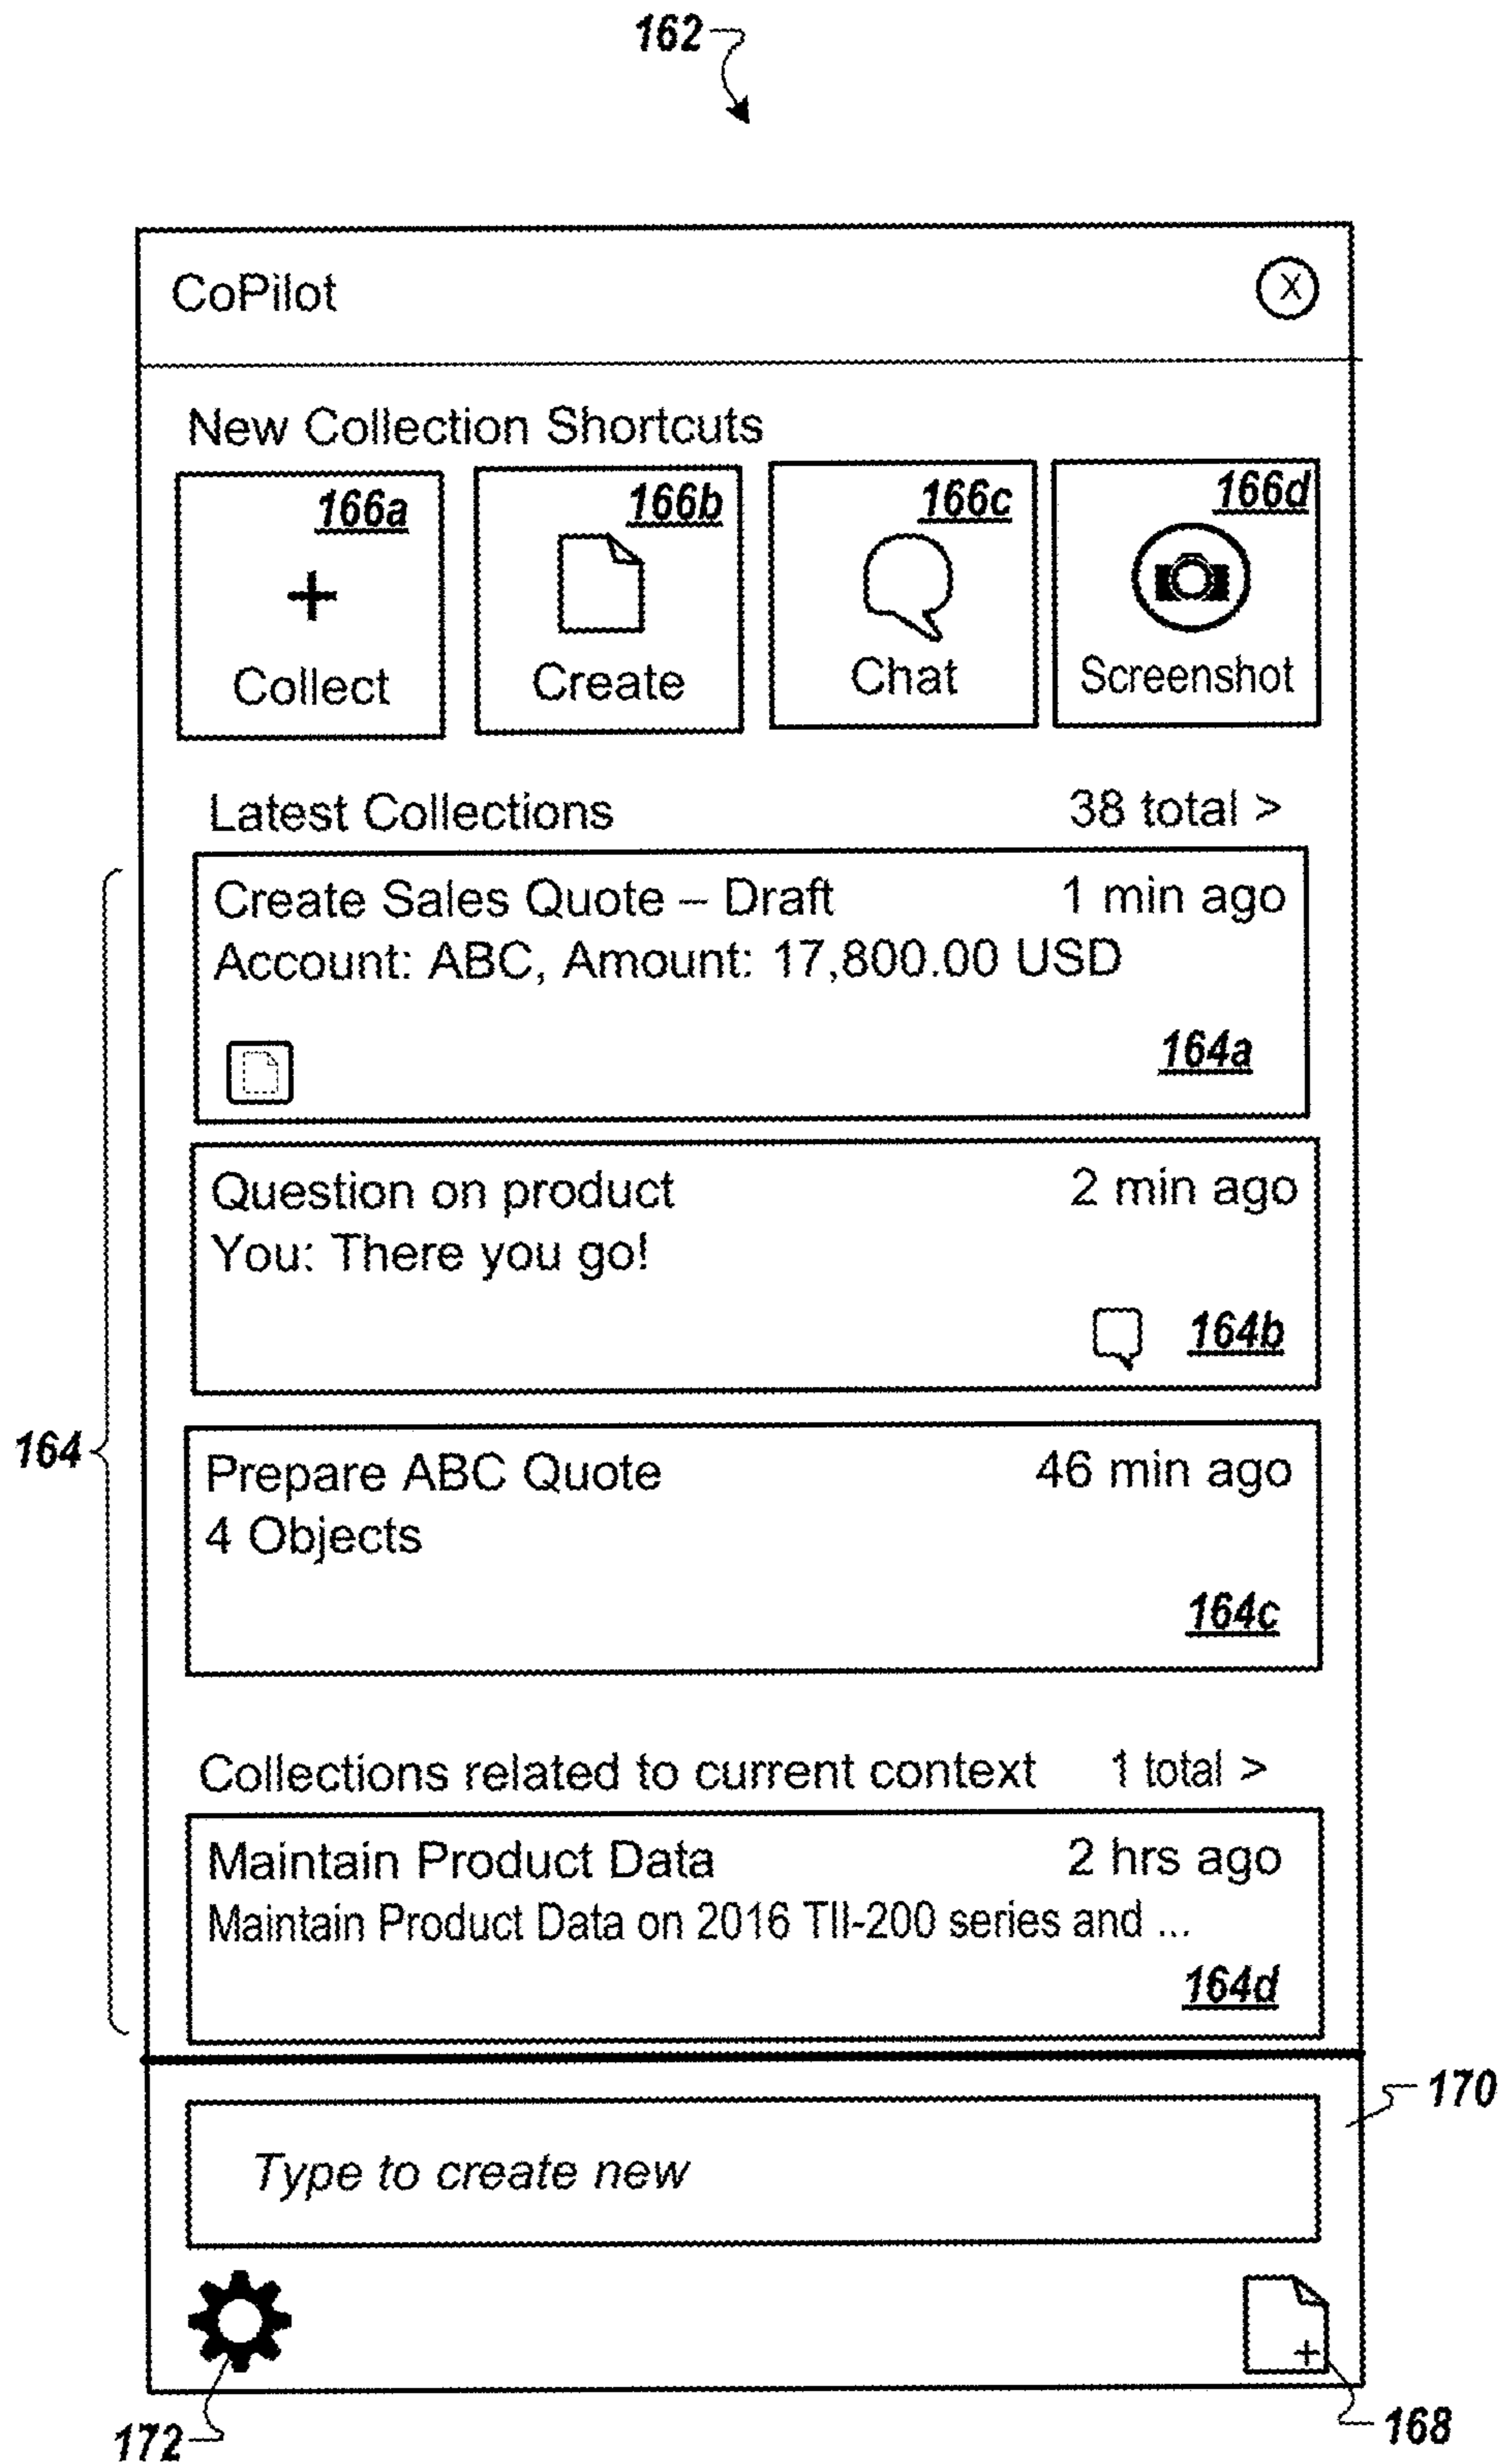 162
CoPilot X
New Collection Shortcuts
166a 166b 166c 166d
+
Collect Create Chat Screenshot
Latest Collections 38 total >
Create Sales Quote – Draft 1 min ago
Account: ABC, Amount: 17,800.00 USD
164a
Question on product 2 min ago
You: There you go!
164b
164
Prepare ABC Quote 46 min ago
4 Objects
164c
Collections related to current context 1 total >
Maintain Product Data 2 hrs ago
Maintain Product Data on 2016 TII-200 series and ...
164d
170
Type to create new
+
172 168